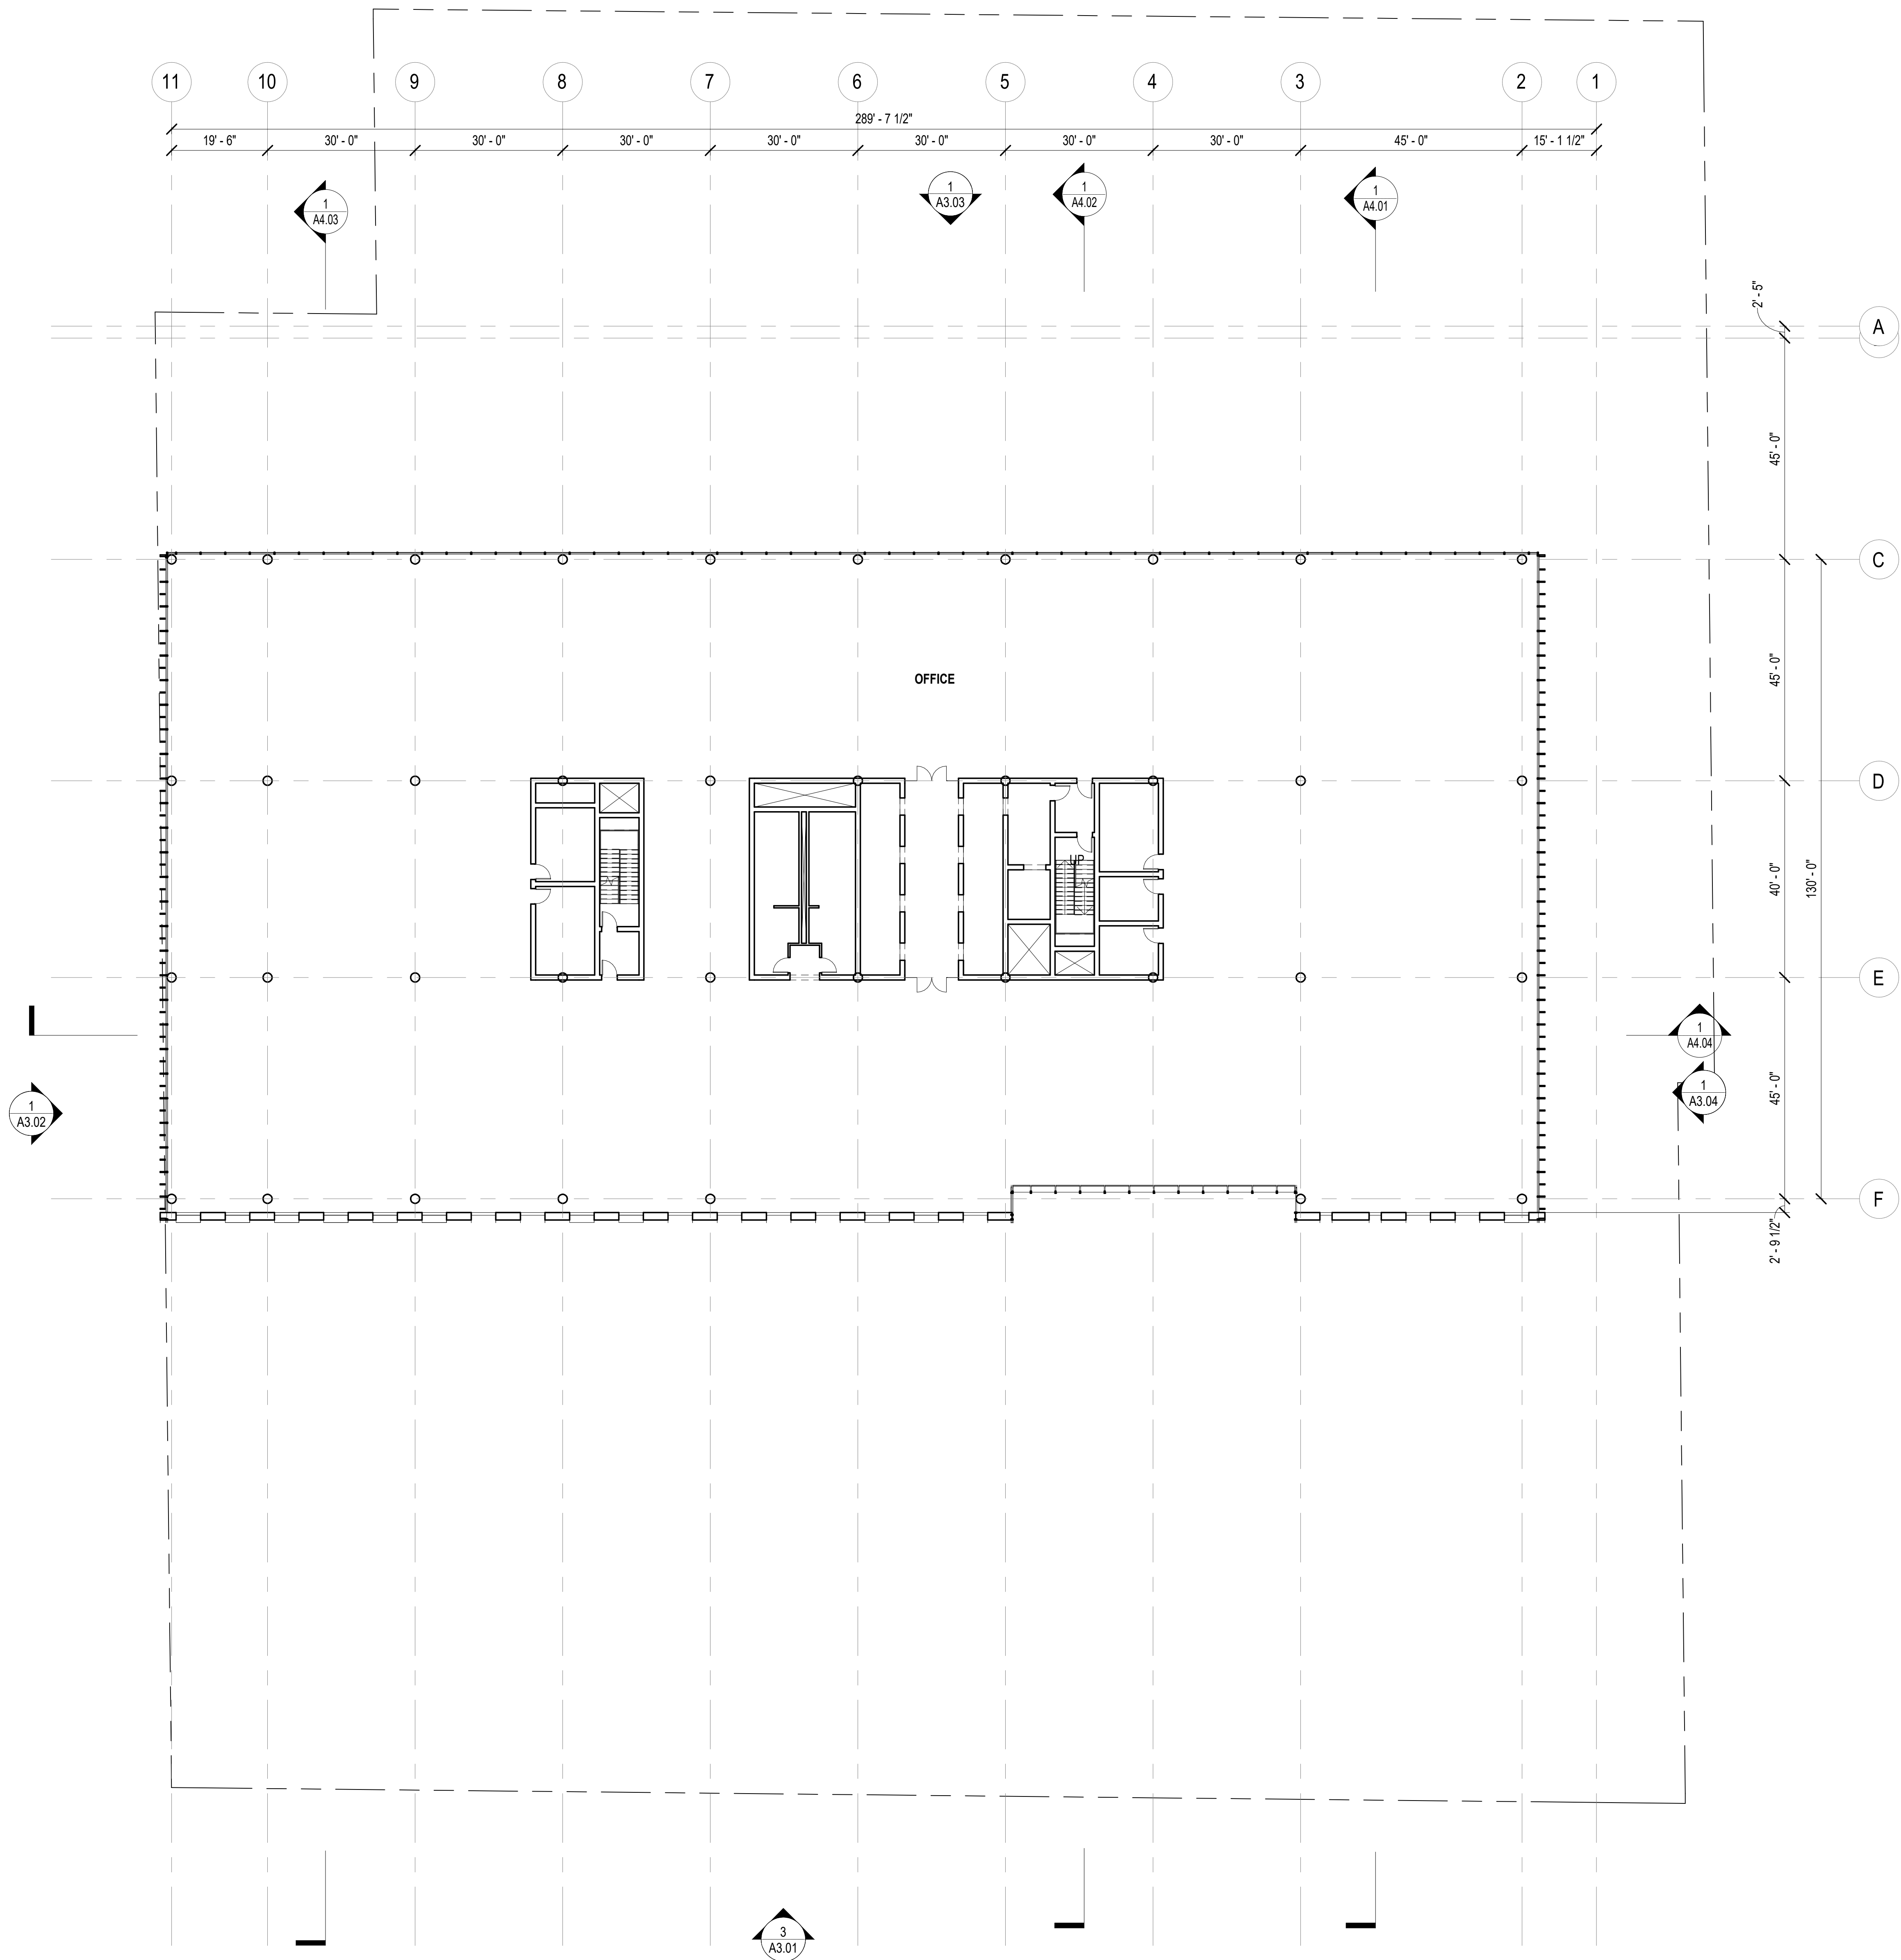 11
10
9
8
7
6
5
4
3
2
1
289' - 7 1/2"
19' - 6"
30' - 0"
30' - 0"
30' - 0"
30' - 0"
30' - 0"
30' - 0"
30' - 0"
45' - 0"
15' - 1 1/2"
1
A4.03
1
A3.03
1
A4.02
1
A4.01
2' - 5"
A
45' - 0"
C
45' - 0"
OFFICE
D
UP
40' - 0"
130' - 0"
E
1
A4.04
1
A3.04
45' - 0"
1
A3.02
F
2' - 9 1/2"
3
A3.01